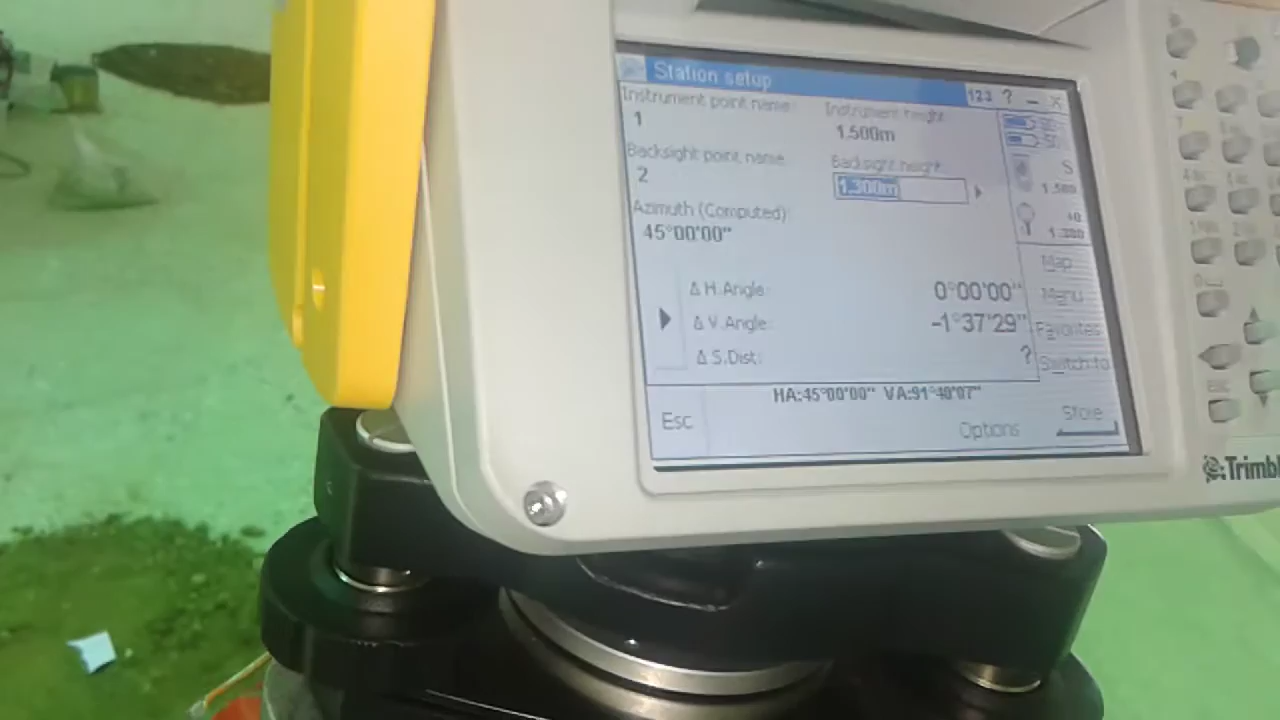 Station setup
123 ? – X
Instrument point name:
Instrument height:
1
1.500m
Backsight point name:
Backsight height:
2
1.300m
S
1.500
Azimuth (Computed):
45°00'00"
+0
1.300
Map
Δ H.Angle:
0°00'00"
Menu
Δ V.Angle:
-1°37'29"
Favorites
Δ S.Dist:
?
Switch to
HA:45°00'00" VA:91°40'07"
Esc
Options
Store
Trimbl